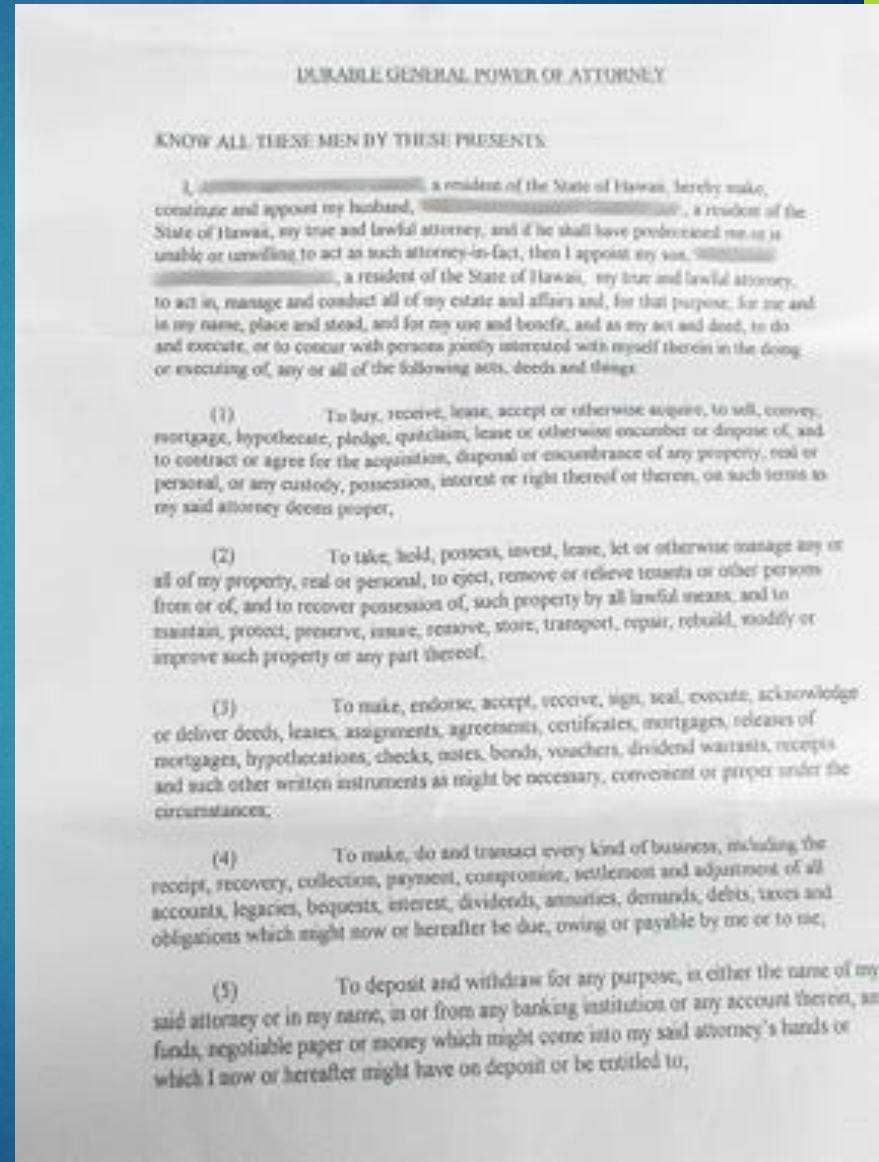 DURABLE GENERAL POWER OF ATTORNEY
KNOW ALL THESE MEN BY THESE PRESENTS
I, , a resident of the State of Hawaii, hereby make,
constitute and appoint my husband, , a resident of the
State of Hawaii, my true and lawful attorney, and if he shall have predeceased me or is
unable or unwilling to act as such attorney-in-fact, then I appoint my son,
, a resident of the State of Hawaii, my true and lawful attorney,
to act in, manage and conduct all of my estate and affairs and, for that purpose, for me and
in my name, place and stead, and for my use and benefit, and as my act and deed, to do
and execute, or to concur with persons jointly interested with myself therein in the doing
or executing of, any or all of the following acts, deeds and things
(1) To buy, receive, lease, accept or otherwise acquire, to sell, convey,
mortgage, hypothecate, pledge, quitclaim, lease or otherwise encumber or dispose of, and
to contract or agree for the acquisition, disposal or encumbrance of any property, real or
personal, or any custody, possession, interest or right thereof or therein, on such terms as
my said attorney deems proper,
(2) To take, hold, possess, invest, lease, let or otherwise manage any or
all of my property, real or personal, to eject, remove or relieve tenants or other persons
from or of, and to recover possession of, such property by all lawful means, and to
maintain, protect, preserve, insure, remove, store, transport, repair, rebuild, modify or
improve such property or any part thereof,
(3) To make, endorse, accept, receive, sign, seal, execute, acknowledge
or deliver deeds, leases, assignments, agreements, certificates, mortgages, releases of
mortgages, hypothecations, checks, notes, bonds, vouchers, dividend warrants, receipts
and such other written instruments as might be necessary, convenient or proper under the
circumstances;
(4) To make, do and transact every kind of business, including the
receipt, recovery, collection, payment, compromise, settlement and adjustment of all
accounts, legacies, bequests, interest, dividends, annuities, demands, debts, taxes and
obligations which might now or hereafter be due, owing or payable by me or to me,
(5) To deposit and withdraw for any purpose, in either the name of my
said attorney or in my name, in or from any banking institution or any account therein,
funds, negotiable paper or money which might come into my said attorney's hands or
which I now or hereafter might have on deposit or be entitled to,